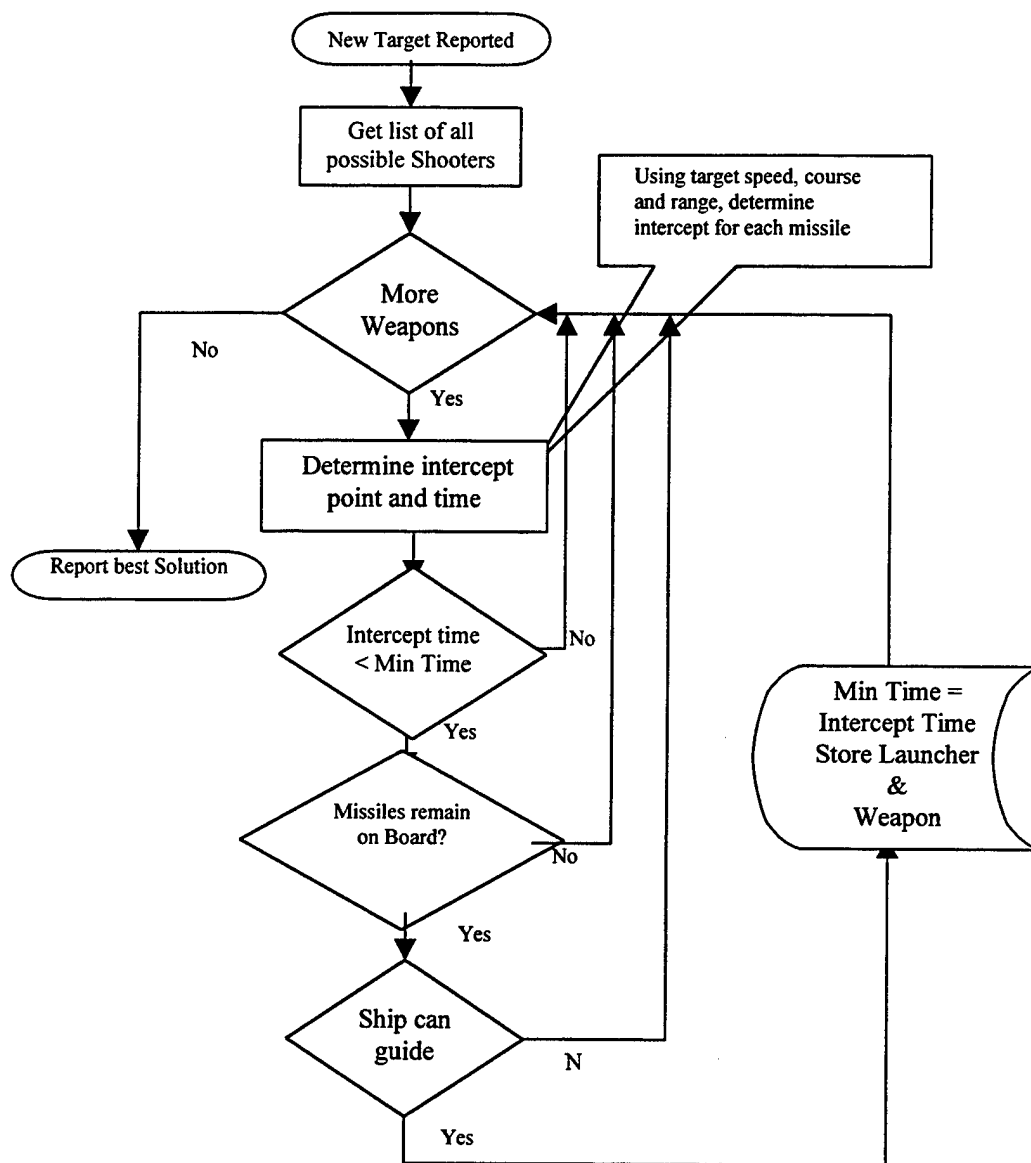 New Target Reported
Get list of all
possible Shooters
Using target speed, course
and range, determine
intercept for each missile
More
Weapons
No
Yes
Determine intercept
point and time
Report best Solution
Intercept time
< Min Time
No
Yes
Min Time =
Intercept Time
Store Launcher
&
Weapon
Missiles remain
on Board?
No
Yes
Ship can
guide
N
Yes